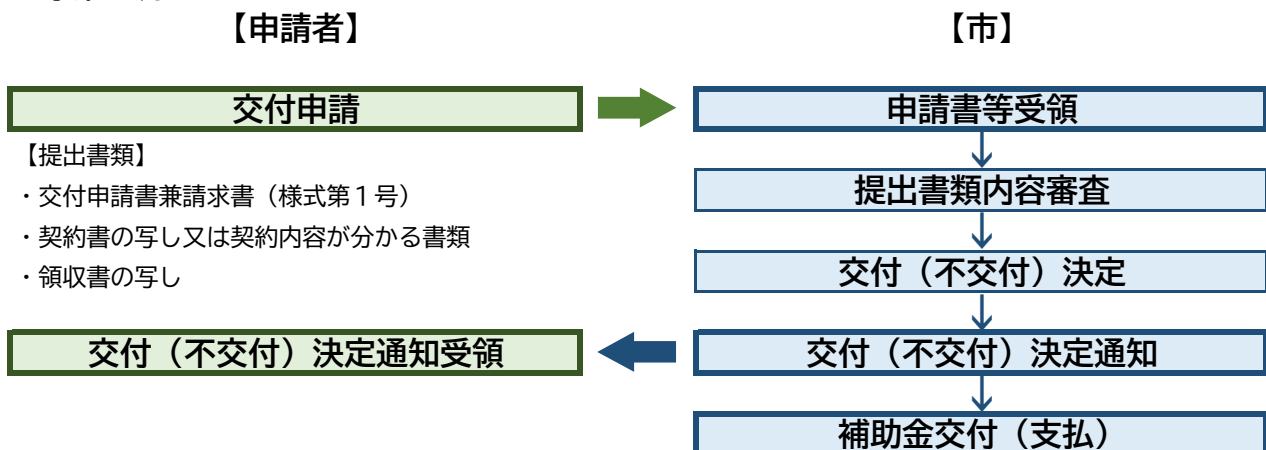 【申請者】
【市】
交付申請
申請書等受領
【提出書類】
・交付申請書兼請求書（様式第１号）
・契約書の写し又は契約内容が分かる書類
・領収書の写し
提出書類内容審査
交付（不交付）決定
交付（不交付）決定通知受領
交付（不交付）決定通知
補助金交付（支払）